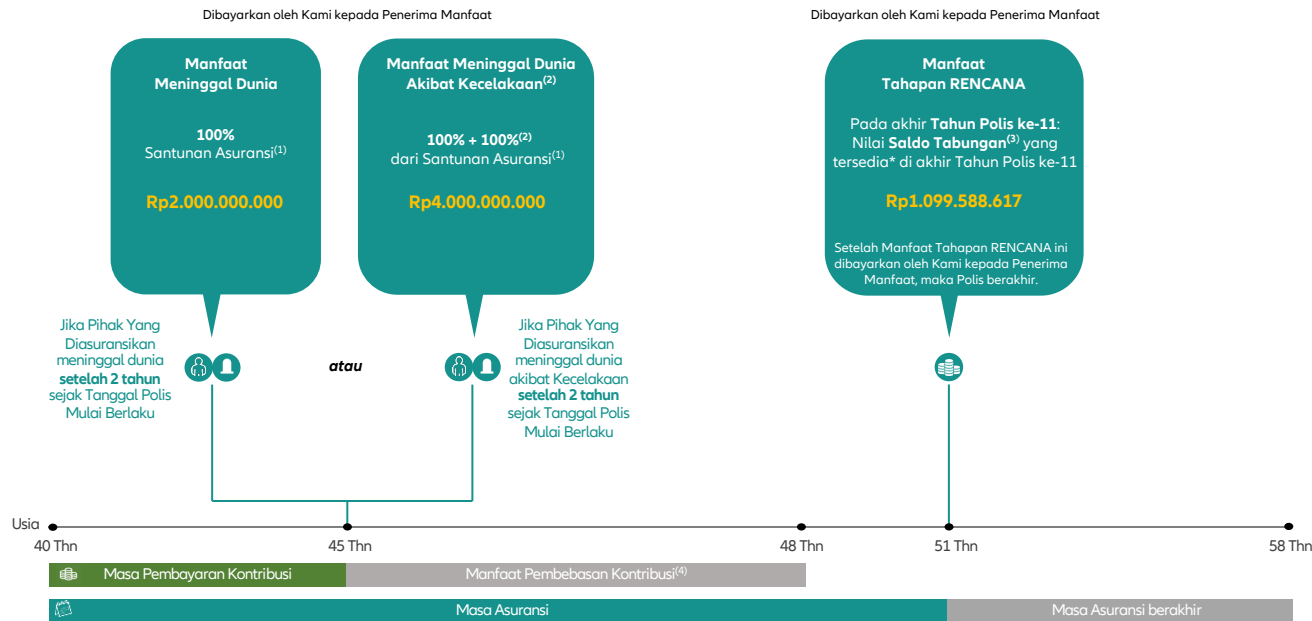 Dibayarkan oleh Kami kepada Penerima Manfaat
Manfaat
Meninggal Dunia
100%
Santunan Asuransi(1)
Rp2.000.000.000
Manfaat Meninggal Dunia
Akibat Kecelakaan(2)
100% + 100%(2)
dari Santunan Asuransi(1)
Rp4.000.000.000
Dibayarkan oleh Kami kepada Penerima Manfaat
Manfaat
Tahapan RENCANA
Pada akhir Tahun Polis ke-11:
Nilai Saldo Tabungan(3) yang
tersedia* di akhir Tahun Polis ke-11
Rp1.099.588.617
Setelah Manfaat Tahapan RENCANA ini
dibayarkan oleh Kami kepada Penerima
Manfaat, maka Polis berakhir.
Jika Pihak Yang
Diasuransikan
meninggal dunia
setelah 2 tahun
sejak Tanggal Polis
Mulai Berlaku
atau
Jika Pihak Yang
Diasuransikan
meninggal dunia
akibat Kecelakaan
setelah 2 tahun
sejak Tanggal Polis
Mulai Berlaku
Usia
40 Thn
45 Thn
48 Thn
51 Thn
58 Thn
Masa Pembayaran Kontribusi
Manfaat Pembebasan Kontribusi(4)
Masa Asuransi
Masa Asuransi berakhir